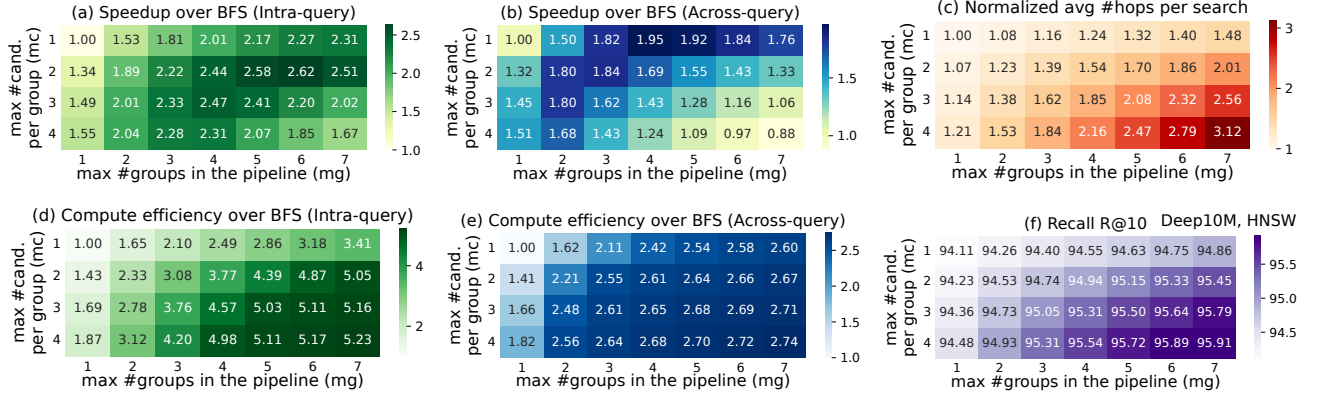 (a) Speedup over BFS (Intra-query)
max #cand.
per group (mc)
1 1.00 1.53 1.81 2.01 2.17 2.27 2.31
2 1.34 1.89 2.22 2.44 2.58 2.62 2.51
3 1.49 2.01 2.33 2.47 2.41 2.20 2.02
4 1.55 2.04 2.28 2.31 2.07 1.85 1.67
1 2 3 4 5 6 7
max #groups in the pipeline (mg)
2.5
2.0
1.5
1.0
(b) Speedup over BFS (Across-query)
max #cand.
per group (mc)
1 1.00 1.50 1.82 1.95 1.92 1.84 1.76
2 1.32 1.80 1.84 1.69 1.55 1.43 1.33
3 1.45 1.80 1.62 1.43 1.28 1.16 1.06
4 1.51 1.68 1.43 1.24 1.09 0.97 0.88
1 2 3 4 5 6 7
max #groups in the pipeline (mg)
1.5
1.0
(c) Normalized avg #hops per search
max #cand.
per group (mc)
1 1.00 1.08 1.16 1.24 1.32 1.40 1.48
2 1.07 1.23 1.39 1.54 1.70 1.86 2.01
3 1.14 1.38 1.62 1.85 2.08 2.32 2.56
4 1.21 1.53 1.84 2.16 2.47 2.79 3.12
1 2 3 4 5 6 7
max #groups in the pipeline (mg)
3
2
1
(d) Compute efficiency over BFS (Intra-query)
max #cand.
per group (mc)
1 1.00 1.65 2.10 2.49 2.86 3.18 3.41
2 1.43 2.33 3.08 3.77 4.39 4.87 5.05
3 1.69 2.78 3.76 4.57 5.03 5.11 5.16
4 1.87 3.12 4.20 4.98 5.11 5.17 5.23
1 2 3 4 5 6 7
max #groups in the pipeline (mg)
4
2
(e) Compute efficiency over BFS (Across-query)
max #cand.
per group (mc)
1 1.00 1.62 2.11 2.42 2.54 2.58 2.60
2 1.41 2.21 2.55 2.61 2.64 2.66 2.67
3 1.66 2.48 2.61 2.65 2.68 2.69 2.71
4 1.82 2.56 2.64 2.68 2.70 2.72 2.74
1 2 3 4 5 6 7
max #groups in the pipeline (mg)
2.5
2.0
1.5
1.0
(f) Recall R@10 Deep10M, HNSW
max #cand.
per group (mc)
1 94.11 94.26 94.40 94.55 94.63 94.75 94.86
2 94.23 94.53 94.74 94.94 95.15 95.33 95.45
3 94.36 94.73 95.05 95.31 95.50 95.64 95.79
4 94.48 94.93 95.31 95.54 95.72 95.89 95.91
1 2 3 4 5 6 7
max #groups in the pipeline (mg)
95.5
95.0
94.5